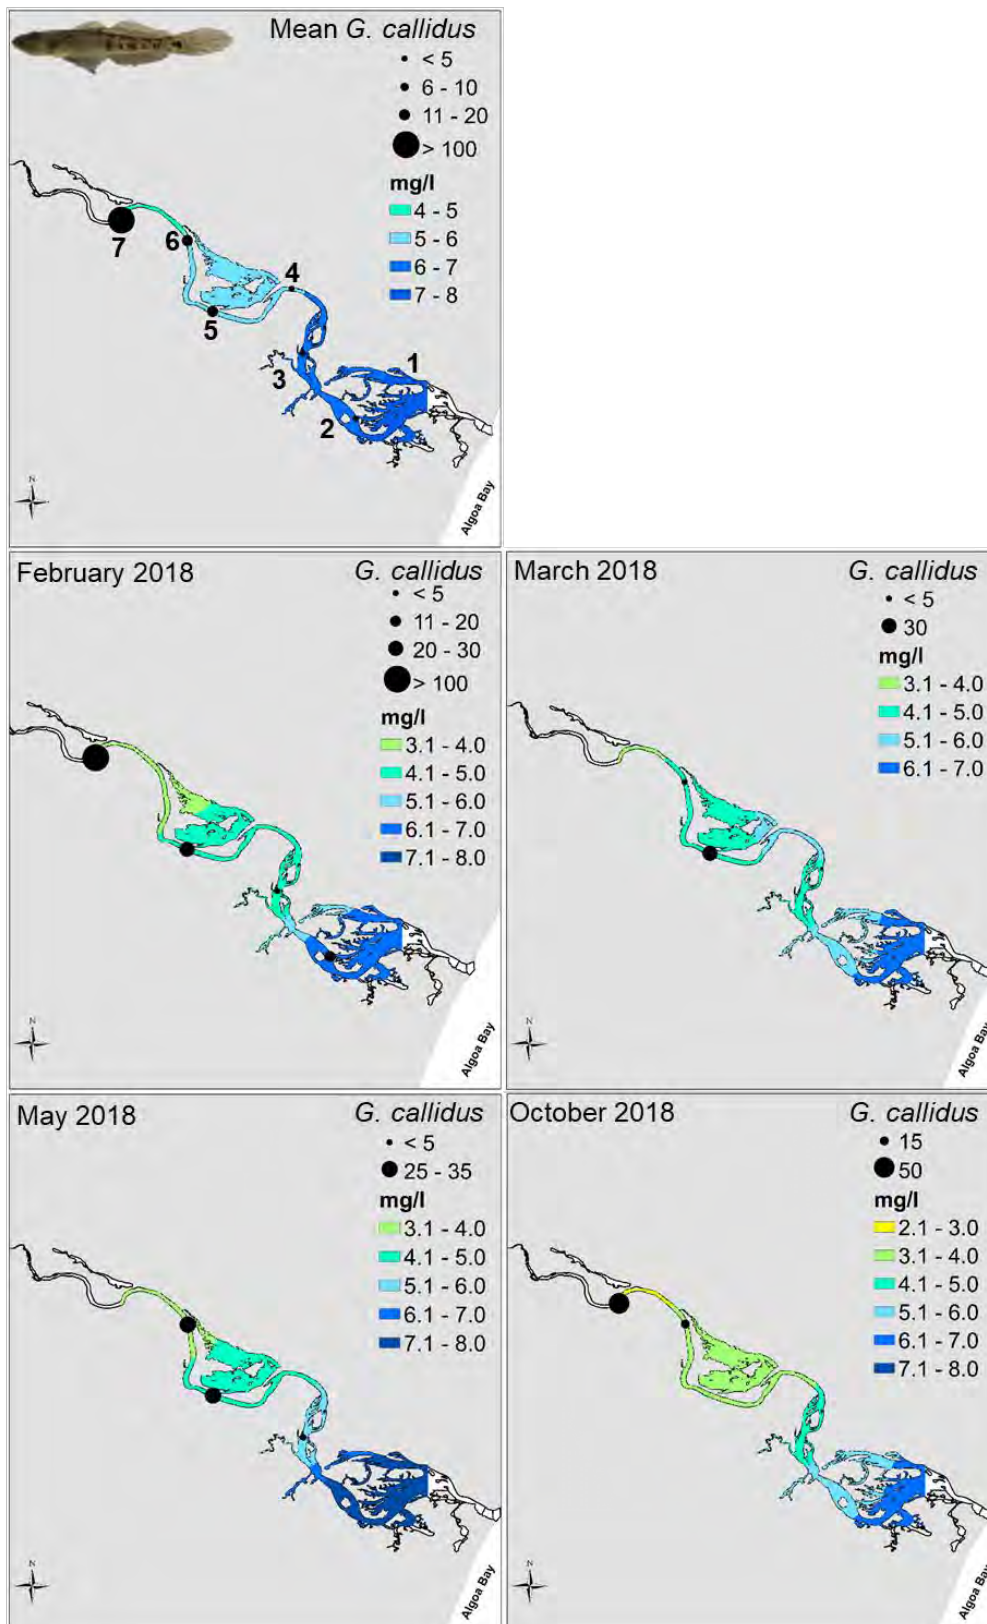 Mean G. callidus
< 5
6 - 10
11 - 20
> 100
mg/l
4 - 5
5 - 6
6 - 7
7 - 8
7
6
5
4
3
1
2
N
Algoa Bay
February 2018
G. callidus
< 5
11 - 20
20 - 30
> 100
mg/l
3.1 - 4.0
4.1 - 5.0
5.1 - 6.0
6.1 - 7.0
7.1 - 8.0
N
Algoa Bay
March 2018
G. callidus
< 5
30
mg/l
3.1 - 4.0
4.1 - 5.0
5.1 - 6.0
6.1 - 7.0
N
Algoa Bay
May 2018
G. callidus
< 5
25 - 35
mg/l
3.1 - 4.0
4.1 - 5.0
5.1 - 6.0
6.1 - 7.0
7.1 - 8.0
N
Algoa Bay
October 2018
G. callidus
15
50
mg/l
2.1 - 3.0
3.1 - 4.0
4.1 - 5.0
5.1 - 6.0
6.1 - 7.0
7.1 - 8.0
N
Algoa Bay